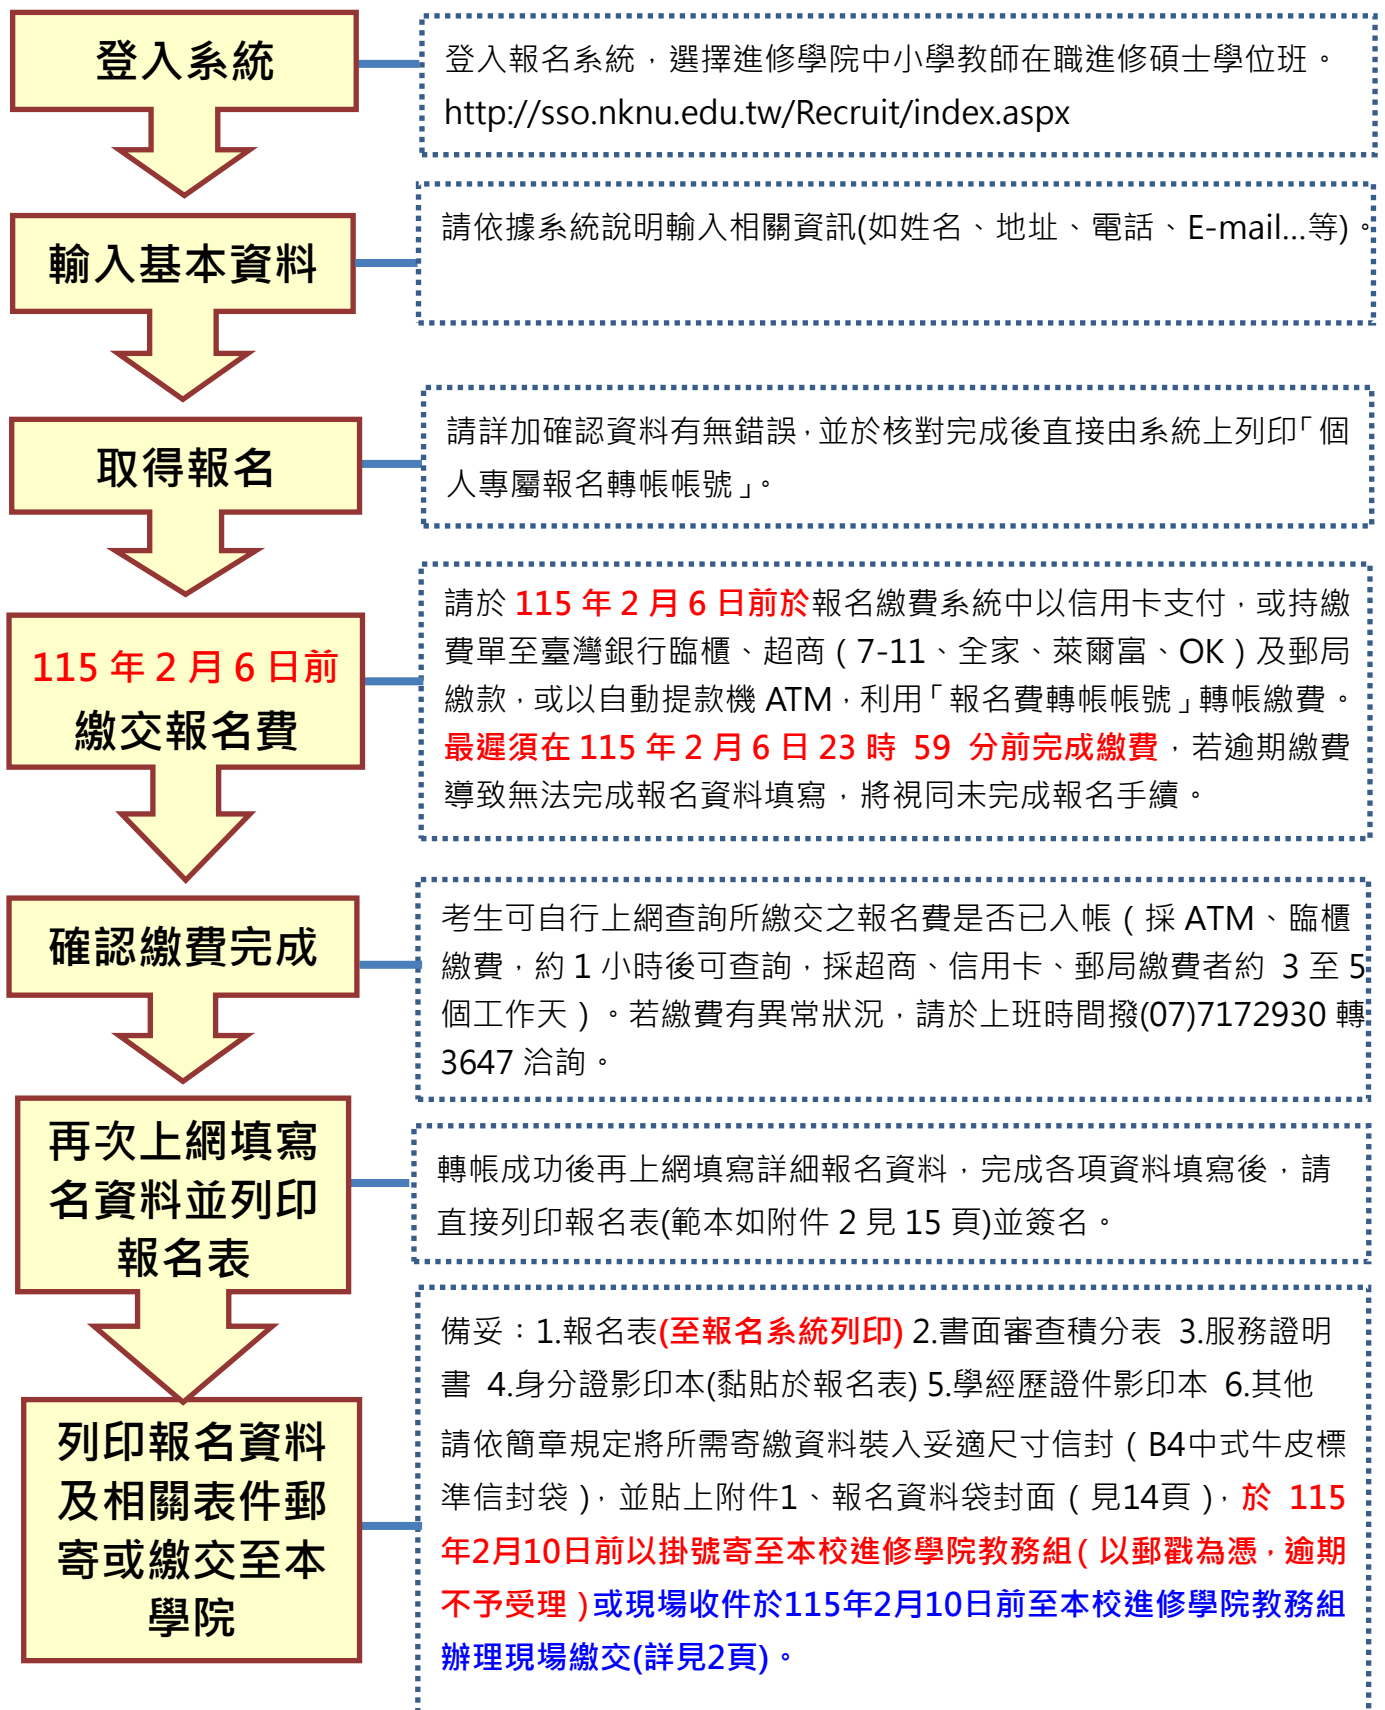 登入系統
登入報名系統，選擇進修學院中小學教師在職進修碩士學位班。
http://sso.nknu.edu.tw/Recruit/index.aspx
輸入基本資料
請依據系統說明輸入相關資訊(如姓名、地址、電話、E-mail...等)。
取得報名
請詳加確認資料有無錯誤，並於核對完成後直接由系統上列印「個
人專屬報名轉帳帳號」。
115 年 2 月 6 日前
繳交報名費
請於 115 年 2 月 6 日前於報名繳費系統中以信用卡支付，或持繳
費單至臺灣銀行臨櫃、超商（7-11、全家、萊爾富、OK）及郵局
繳款，或以自動提款機 ATM，利用「報名費轉帳帳號」轉帳繳費。
最遲須在 115 年 2 月 6 日 23 時 59 分前完成繳費，若逾期繳費
導致無法完成報名資料填寫，將視同未完成報名手續。
確認繳費完成
考生可自行上網查詢所繳交之報名費是否已入帳（採 ATM、臨櫃
繳費，約 1 小時後可查詢，採超商、信用卡、郵局繳費者約 3 至 5
個工作天）。若繳費有異常狀況，請於上班時間撥(07)7172930 轉
3647 洽詢。
再次上網填寫
名資料並列印
報名表
轉帳成功後再上網填寫詳細報名資料，完成各項資料填寫後，請
直接列印報名表(範本如附件 2 見 15 頁)並簽名。
列印報名資料
及相關表件郵
寄或繳交至本
學院
備妥：1.報名表(至報名系統列印) 2.書面審查積分表 3.服務證明
書 4.身分證影印本(黏貼於報名表) 5.學經歷證件影印本 6.其他
請依簡章規定將所需寄繳資料裝入妥適尺寸信封（B4中式牛皮標
準信封袋），並貼上附件1、報名資料袋封面（見14頁），於 115
年2月10日前以掛號寄至本校進修學院教務組（以郵戳為憑，逾期
不予受理）或現場收件於115年2月10日前至本校進修學院教務組
辦理現場繳交(詳見2頁)。